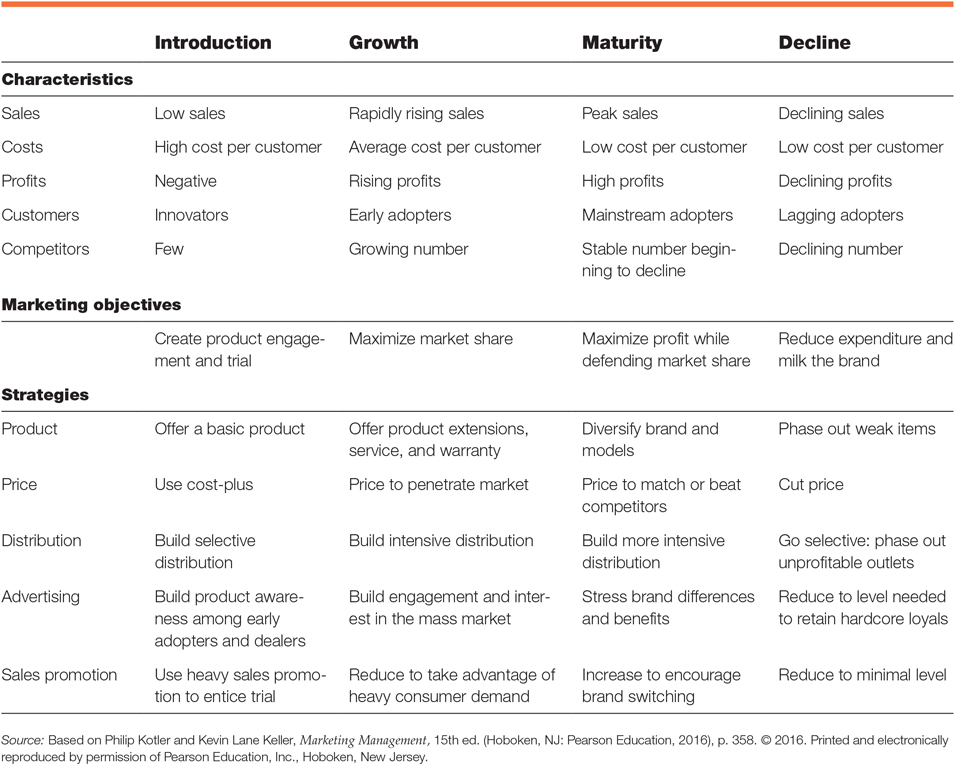 Introduction Growth Maturity Decline
Characteristics
Sales Low sales Rapidly rising sales Peak sales Declining sales
Costs High cost per customer Average cost per customer Low cost per customer Low cost per customer
Profits Negative Rising profits High profits Declining profits
Customers Innovators Early adopters Mainstream adopters Lagging adopters
Competitors Few Growing number Stable number begin- Declining number
ning to decline
Marketing objectives
Create product engage- Maximize market share Maximize profit while Reduce expenditure and
ment and trial defending market share milk the brand
Strategies
Product Offer a basic product Offer product extensions, Diversify brand and Phase out weak items
service, and warranty models
Price Use cost-plus Price to penetrate market Price to match or beat Cut price
competitors
Distribution Build selective Build intensive distribution Build more intensive Go selective: phase out
distribution distribution unprofitable outlets
Advertising Build product aware- Build engagement and inter- Stress brand differences Reduce to level needed
ness among early est in the mass market and benefits to retain hardcore loyals
adopters and dealers
Sales promotion Use heavy sales promo- Reduce to take advantage of Increase to encourage Reduce to minimal level
tion to entice trial heavy consumer demand brand switching
Source: Based on Philip Kotler and Kevin Lane Keller, Marketing Management, 15th ed. (Hoboken, NJ: Pearson Education, 2016), p. 358. © 2016. Printed and electronically
reproduced by permission of Pearson Education, Inc., Hoboken, New Jersey.